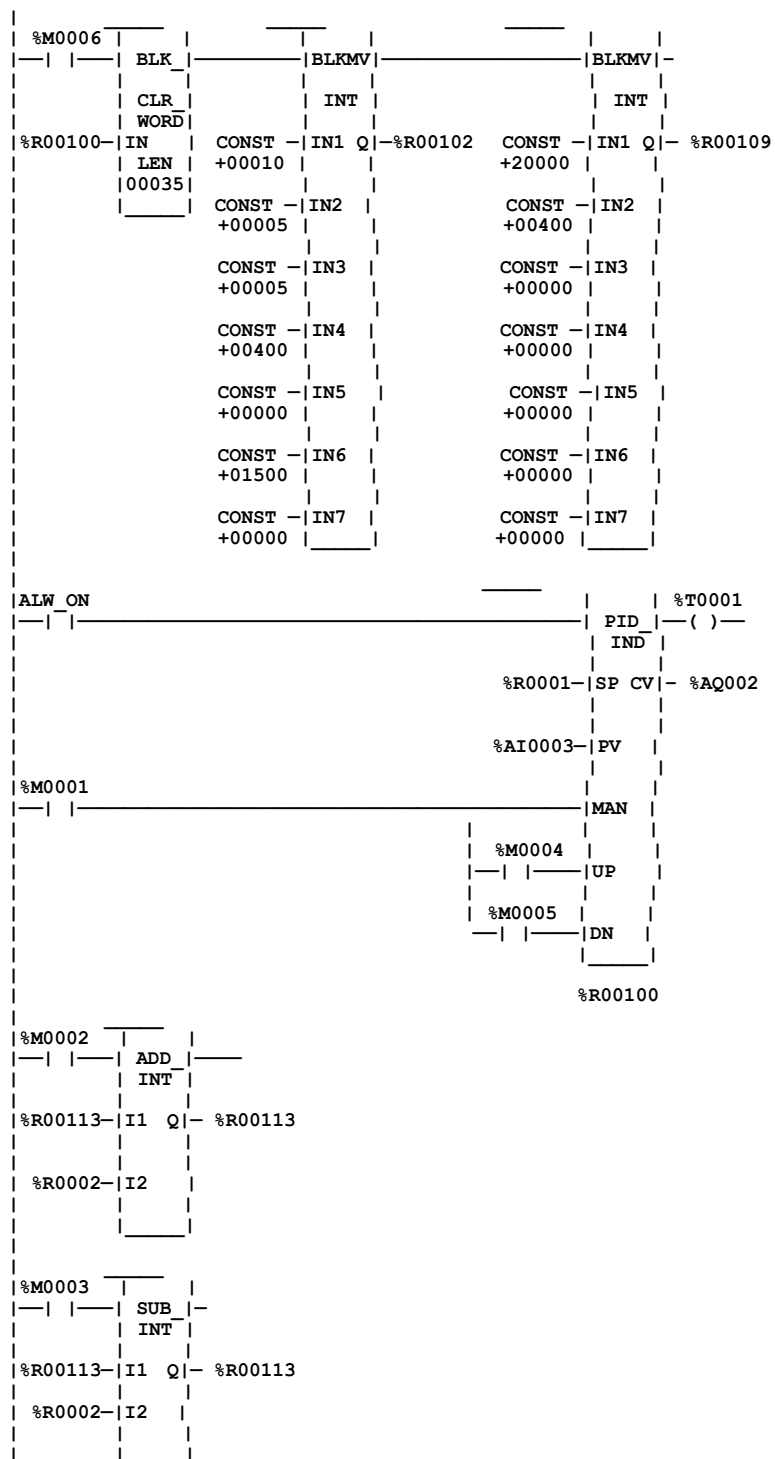 %M0006
BLK_ BLKMV BLKMV
CLR_ INT INT
WORD
%R00100 IN CONST IN1 Q %R00102 CONST IN1 Q %R00109
LEN +00010 +20000
00035
CONST IN2 CONST IN2
+00005 +00400
CONST IN3 CONST IN3
+00005 +00000
CONST IN4 CONST IN4
+00400 +00000
CONST IN5 CONST IN5
+00000 +00000
CONST IN6 CONST IN6
+01500 +00000
CONST IN7 CONST IN7
+00000 +00000
ALW_ON %T0001
PID_ ( )
IND
%R0001 SP CV %AQ002
%AI0003 PV
%M0001
MAN
%M0004
UP
%M0005
DN
%R00100
%M0002
ADD_
INT
%R00113 I1 Q %R00113
%R0002 I2
%M0003
SUB_
INT
%R00113 I1 Q %R00113
%R0002 I2